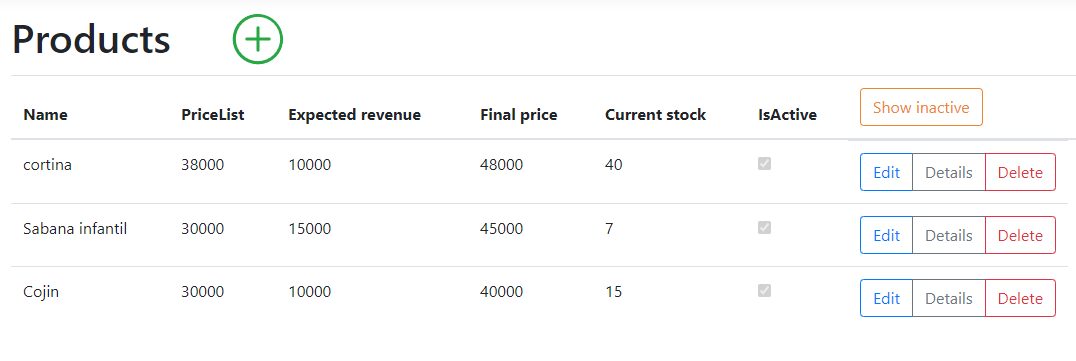 Products
Name PriceList Expected revenue Final price Current stock IsActive Show inactive
cortina 38000 10000 48000 40 Edit Details Delete
Sabana infantil 30000 15000 45000 7 Edit Details Delete
Cojin 30000 10000 40000 15 Edit Details Delete